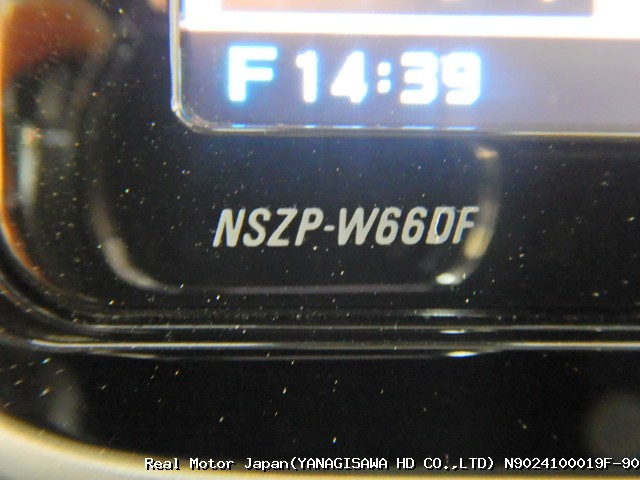 F 14:39
NSZP-W66DF
Real Motor Japan(YANAGISAWA HD CO.,LTD) N9024100019F-90